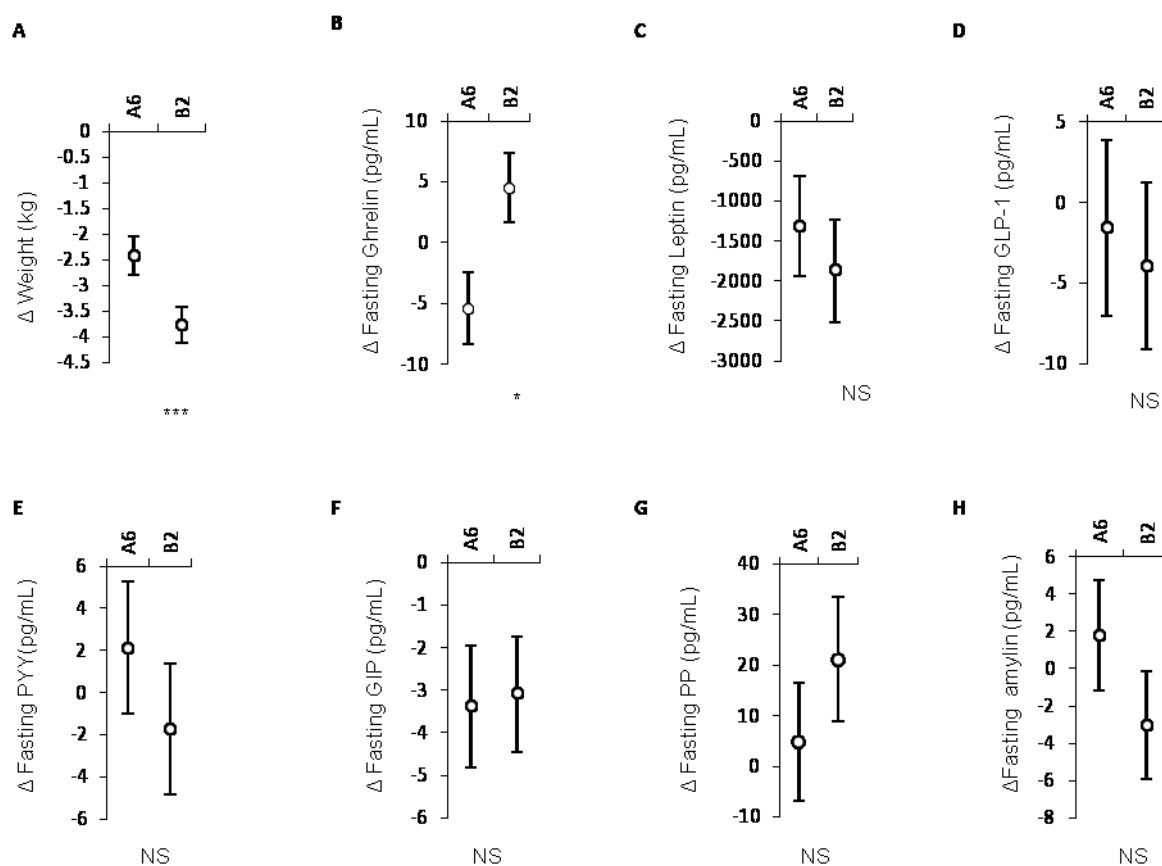 A
A6
B2
0
-0.5
-1
-1.5
-2
-2.5
-3
-3.5
-4
-4.5
Δ Weight (kg)
***
B
A6
B2
10
5
0
-5
-10
Δ Fasting Ghrelin (pg/mL)
*
C
A6
B2
0
-500
-1000
-1500
-2000
-2500
-3000
Δ Fasting Leptin (pg/mL)
NS
D
A6
B2
5
0
-5
-10
Δ Fasting GLP-1 (pg/mL)
NS
E
A6
B2
6
4
2
0
-2
-4
-6
Δ Fasting PYY(pg/mL)
NS
F
A6
B2
0
-1
-2
-3
-4
-5
-6
Δ Fasting GIP (pg/mL)
NS
G
A6
B2
40
30
20
10
0
-10
Δ Fasting PP (pg/mL)
NS
H
A6
B2
6
4
2
0
-2
-4
-6
-8
ΔFasting amylin (pg/mL)
NS